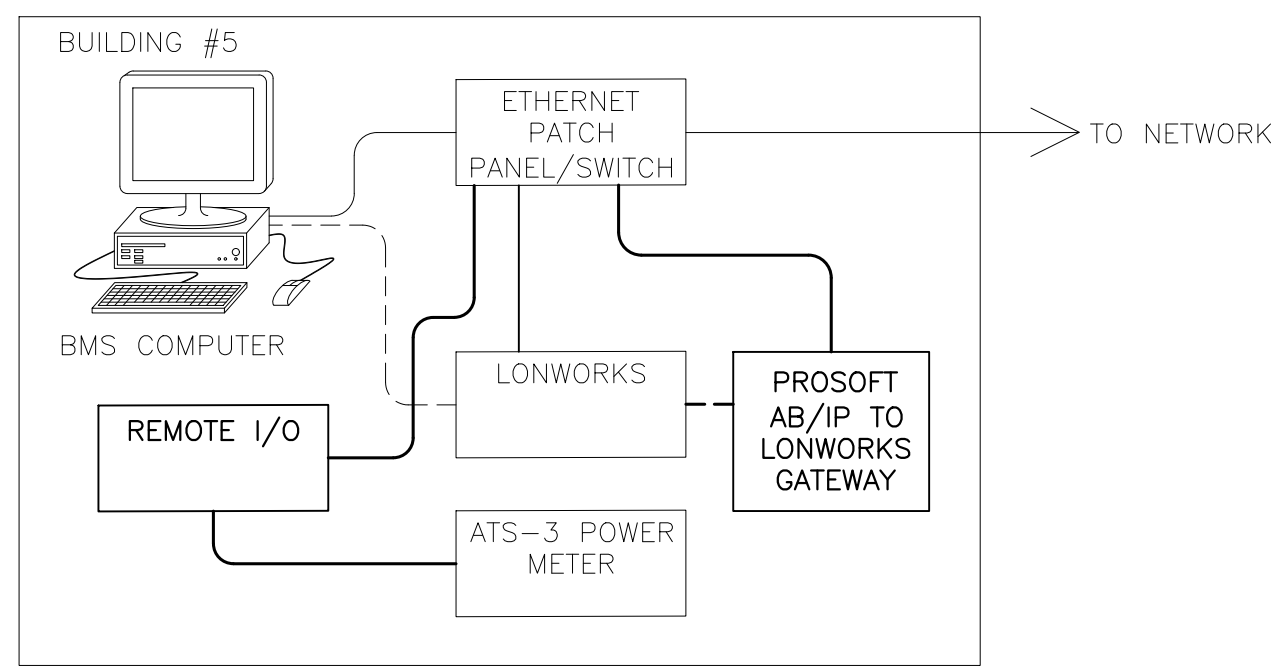 BUILDING #5
ETHERNET
PATCH
PANEL/SWITCH
TO NETWORK
BMS COMPUTER
LONWORKS
PROSOFT
AB/IP TO
LONWORKS
GATEWAY
REMOTE I/O
ATS-3 POWER
METER